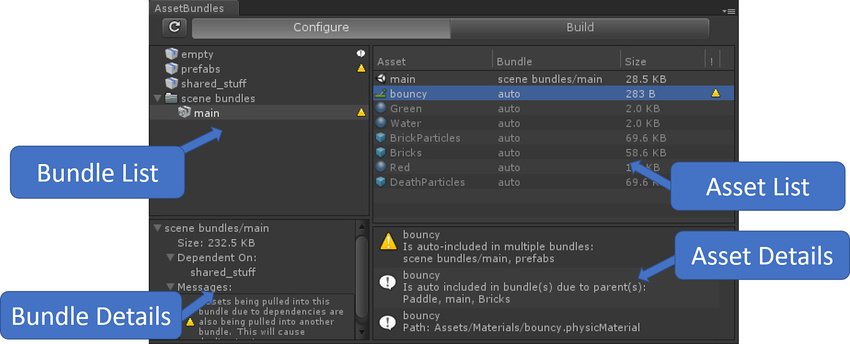 AssetBundles
Configure
Build
empty
prefabs
shared_stuff
scene bundles
main
Bundle List
Asset Bundle Size !
main scene bundles/main 28.5 KB
bouncy auto 283 B
Green auto 2.0 KB
Water auto 2.0 KB
BrickParticles auto 69.6 KB
Bricks auto 58.6 KB
Red auto
DeathParticles auto 69.6
Asset List
scene bundles/main
Size: 232.5 KB
Dependent On:
shared_stuff
Messages:
being pulled into this
bundle due to dependencies are
also being pulled into another
bundle. This will cause
Bundle Details
bouncy
Is auto-included in multiple bundles:
scene bundles/main, prefabs
bouncy
Is auto included in bundle(s) due to parent(s):
Paddle, main, Bricks
bouncy
Path: Assets/Materials/bouncy.physicMaterial
Asset Details